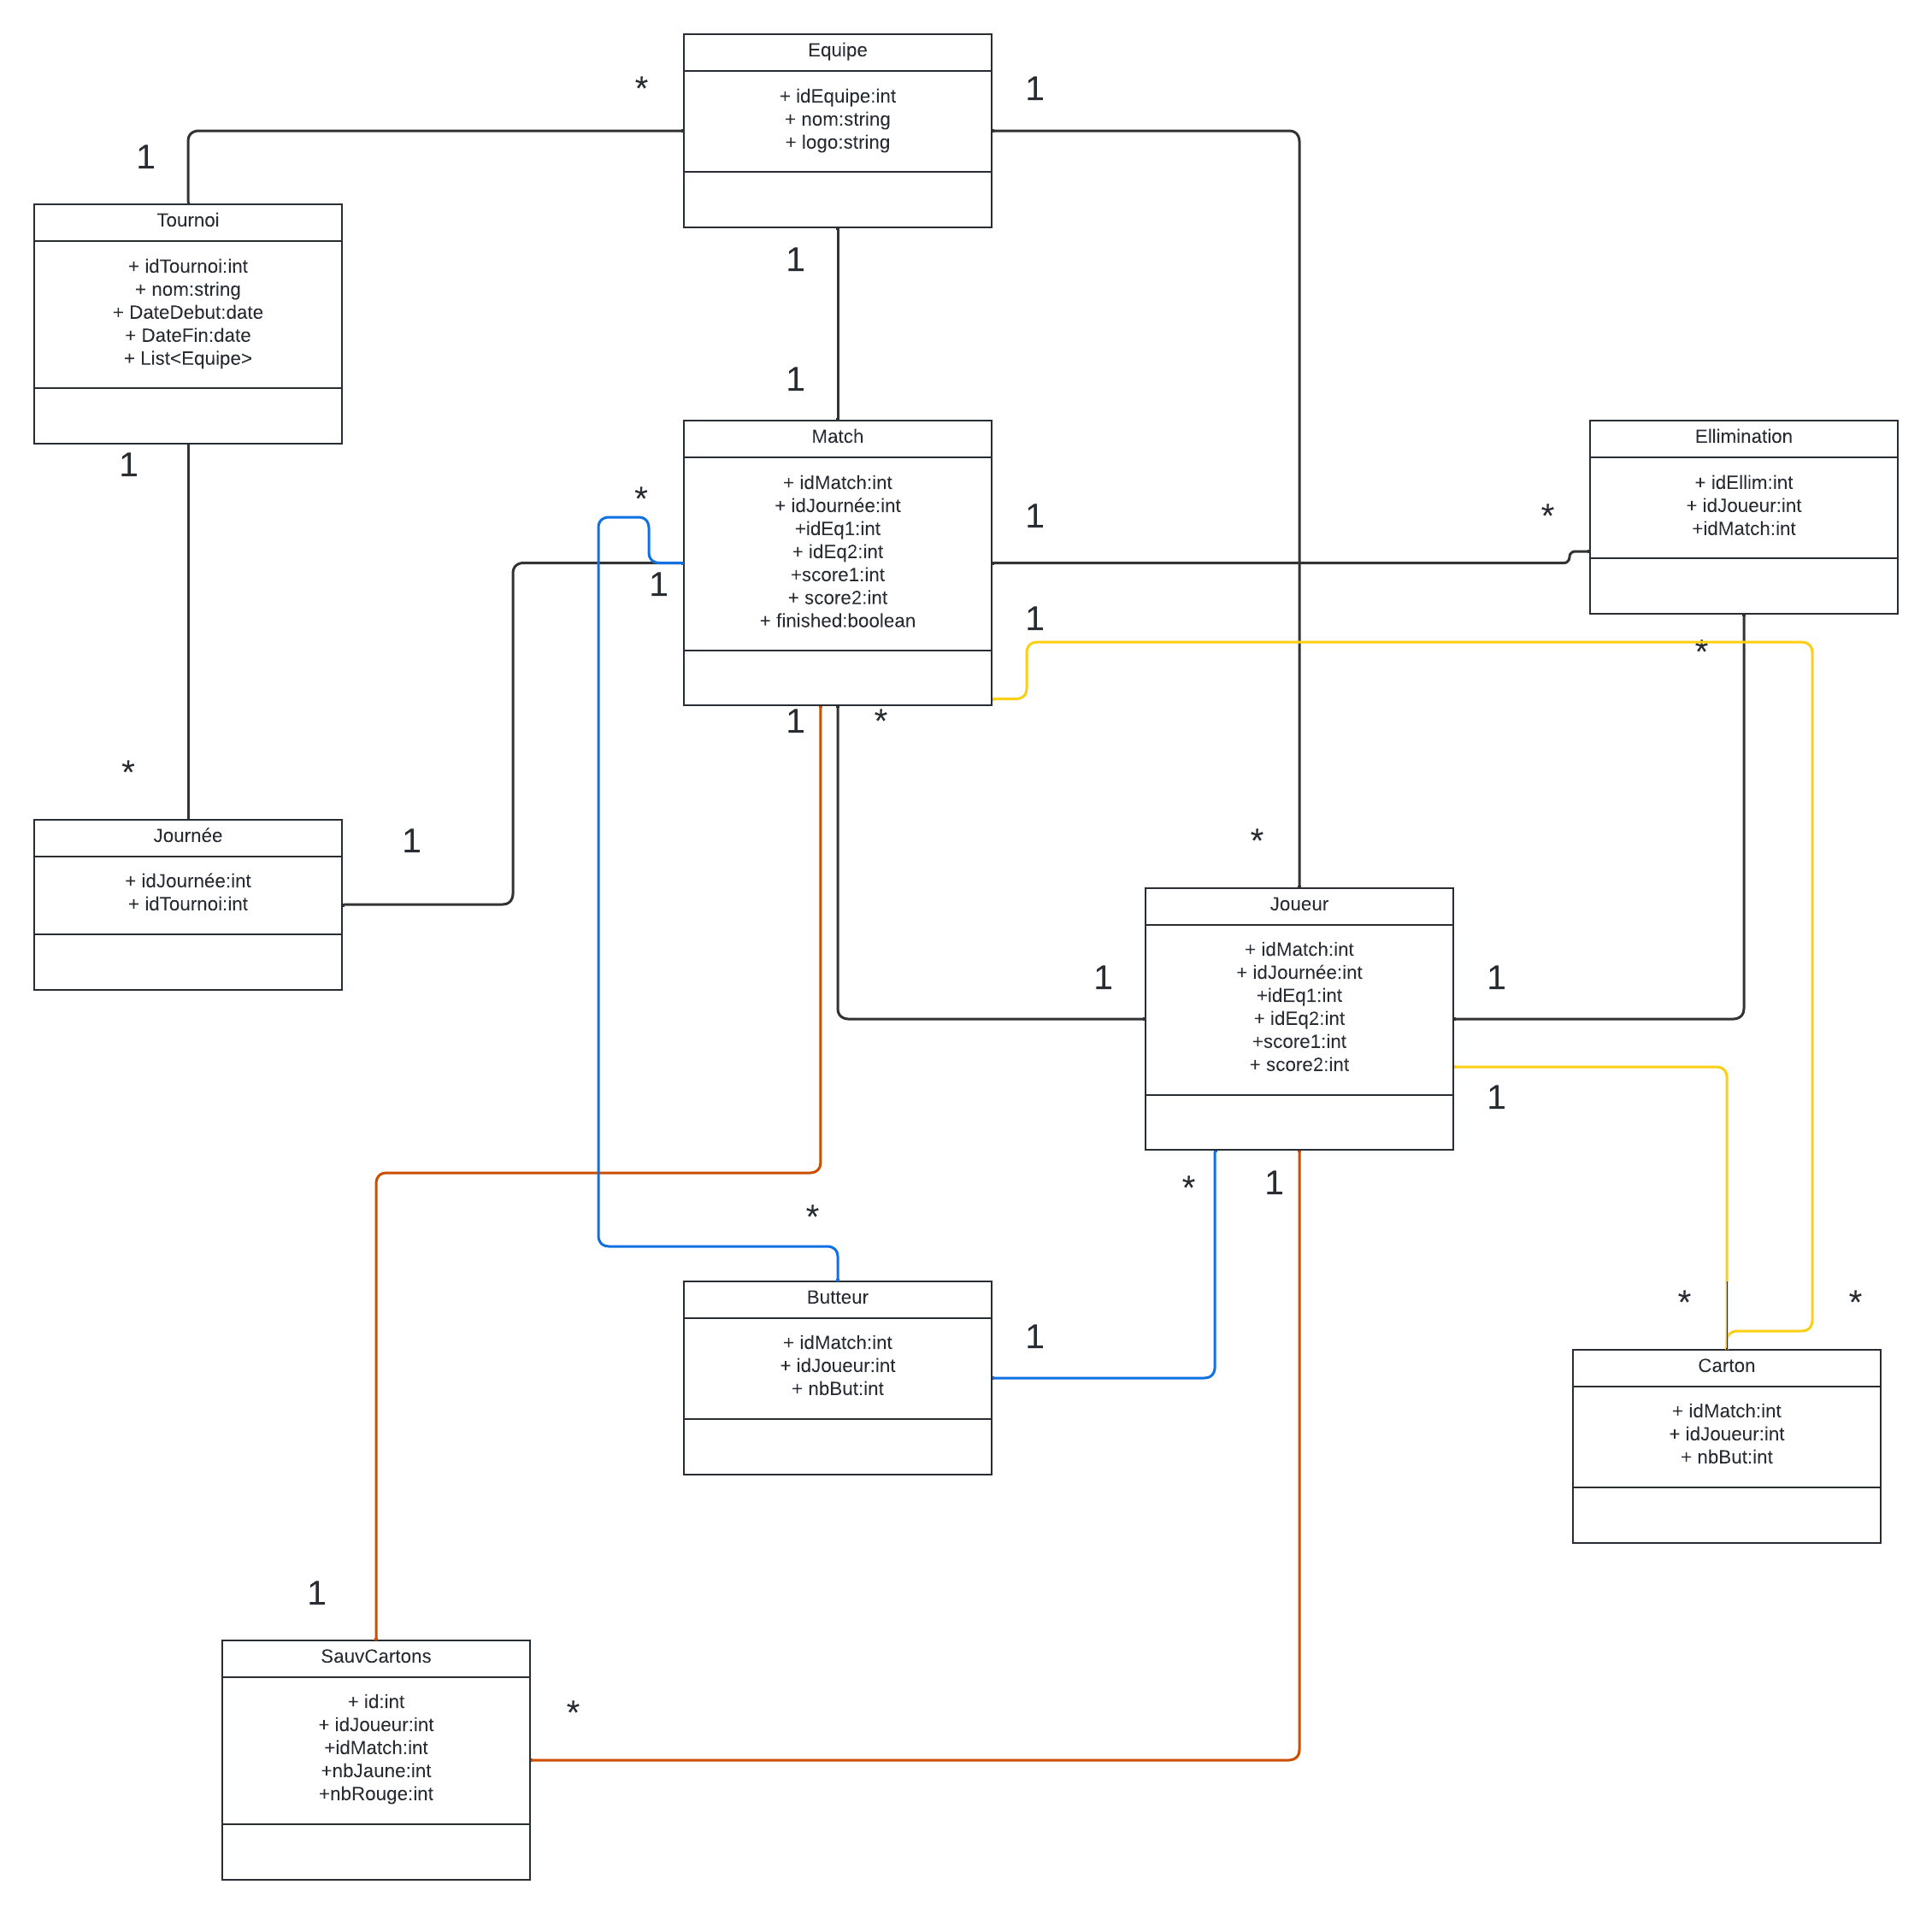 Equipe
+ idEquipe:int
+ nom:string
+ logo:string
*
1
1
Tournoi
+ idTournoi:int
+ nom:string
+ DateDebut:date
+ DateFin:date
+ List<Equipe>
1
1
1
Match
+ idMatch:int
+ idJournée:int
+idEq1:int
+ idEq2:int
+score1:int
+ score2:int
+ finished:boolean
*
1
1
*
1
1
*
Ellimination
+ idEllim:int
+ idJoueur:int
+idMatch:int
*
*
Journée
+ idJournée:int
+ idTournoi:int
1
*
Joueur
+ idMatch:int
+ idJournée:int
+idEq1:int
+ idEq2:int
+score1:int
+ score2:int
1
1
1
*
1
*
Butteur
+ idMatch:int
+ idJoueur:int
+ nbBut:int
1
*
*
Carton
+ idMatch:int
+ idJoueur:int
+ nbBut:int
1
SauvCartons
+ id:int
+ idJoueur:int
+idMatch:int
+nbJaune:int
+nbRouge:int
*